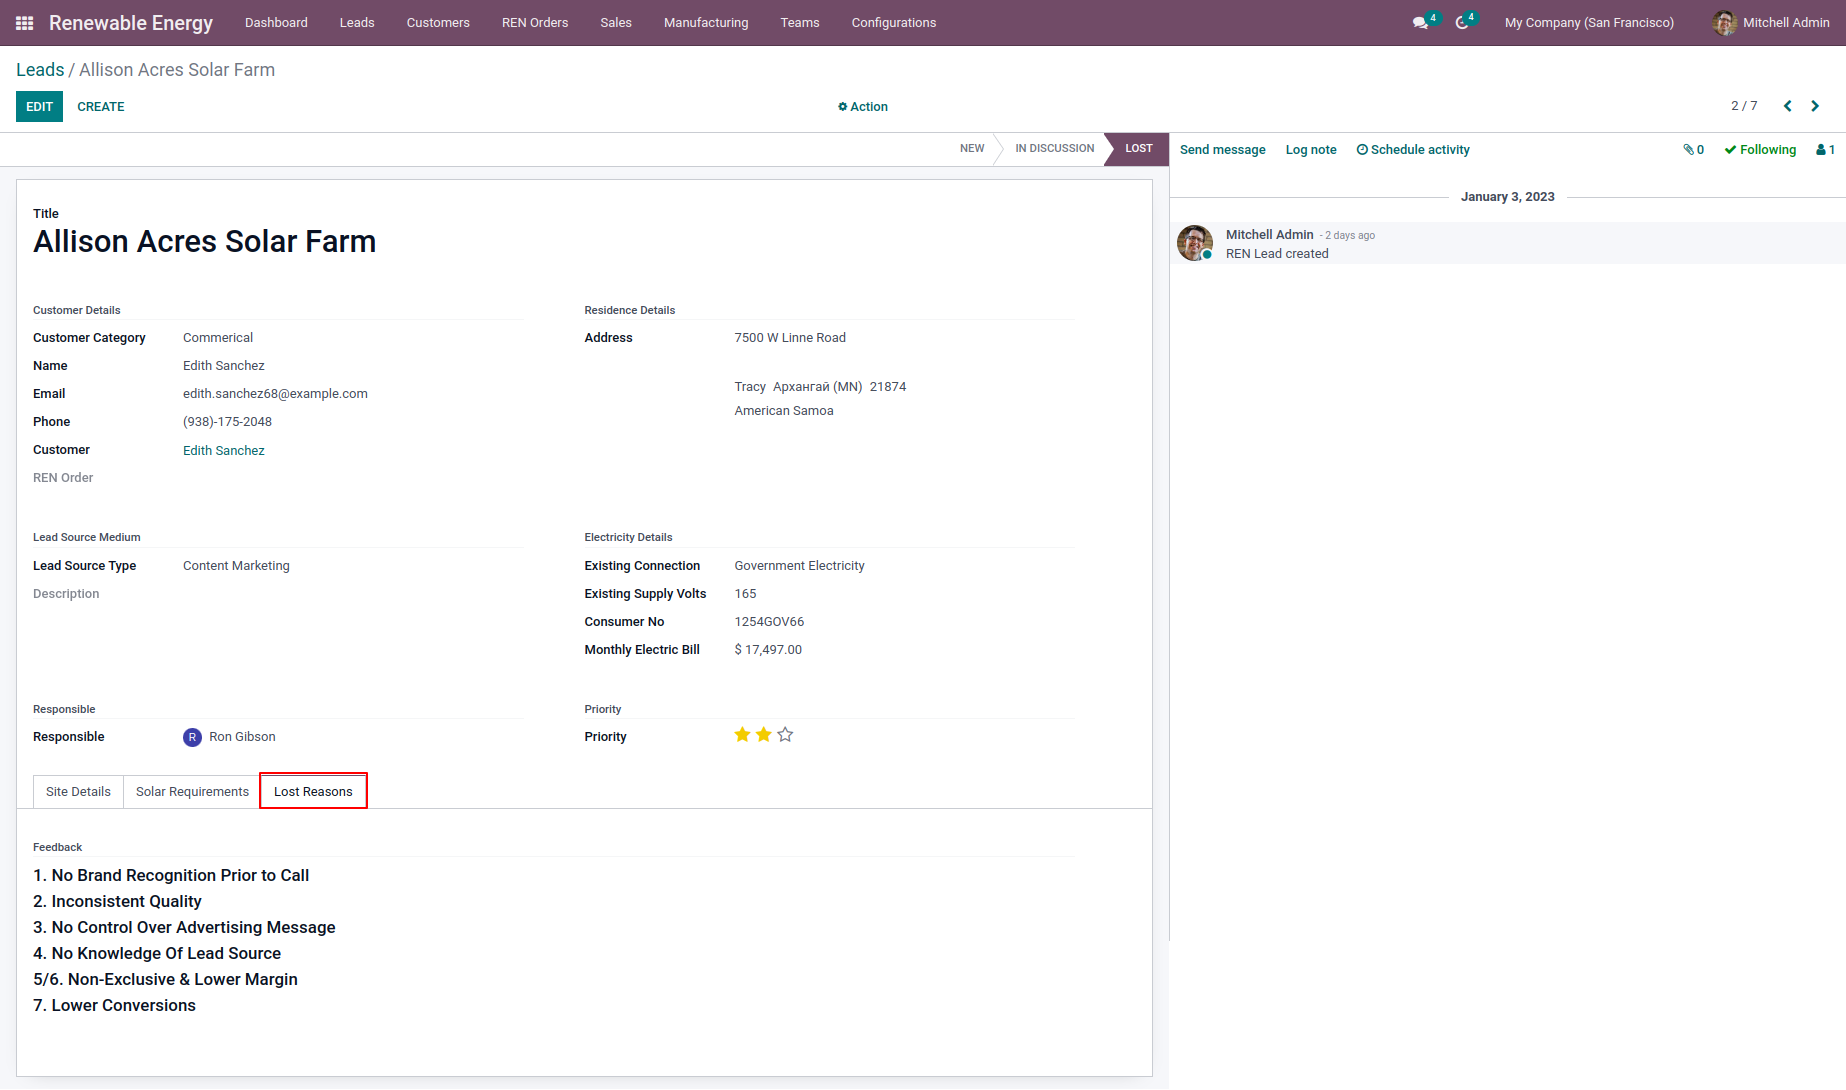 Renewable Energy Dashboard Leads Customers REN Orders Sales Manufacturing Teams Configurations 4 4 My Company (San Francisco) Mitchell Admin
Leads / Allison Acres Solar Farm
EDIT CREATE Action 2 / 7
NEW IN DISCUSSION LOST
Send message Log note Schedule activity 0 Following 1
January 3, 2023
Mitchell Admin - 2 days ago
REN Lead created
Title
Allison Acres Solar Farm
Customer Details
Customer Category Commerical
Name Edith Sanchez
Email edith.sanchez68@example.com
Phone (938)-175-2048
Customer Edith Sanchez
REN Order
Residence Details
Address 7500 W Linne Road
Tracy Архангай (MN) 21874
American Samoa
Lead Source Medium
Lead Source Type Content Marketing
Description
Electricity Details
Existing Connection Government Electricity
Existing Supply Volts 165
Consumer No 1254GOV66
Monthly Electric Bill $ 17,497.00
Responsible
Responsible R Ron Gibson
Priority
Priority
Site Details Solar Requirements Lost Reasons
Feedback
1. No Brand Recognition Prior to Call
2. Inconsistent Quality
3. No Control Over Advertising Message
4. No Knowledge Of Lead Source
5/6. Non-Exclusive & Lower Margin
7. Lower Conversions